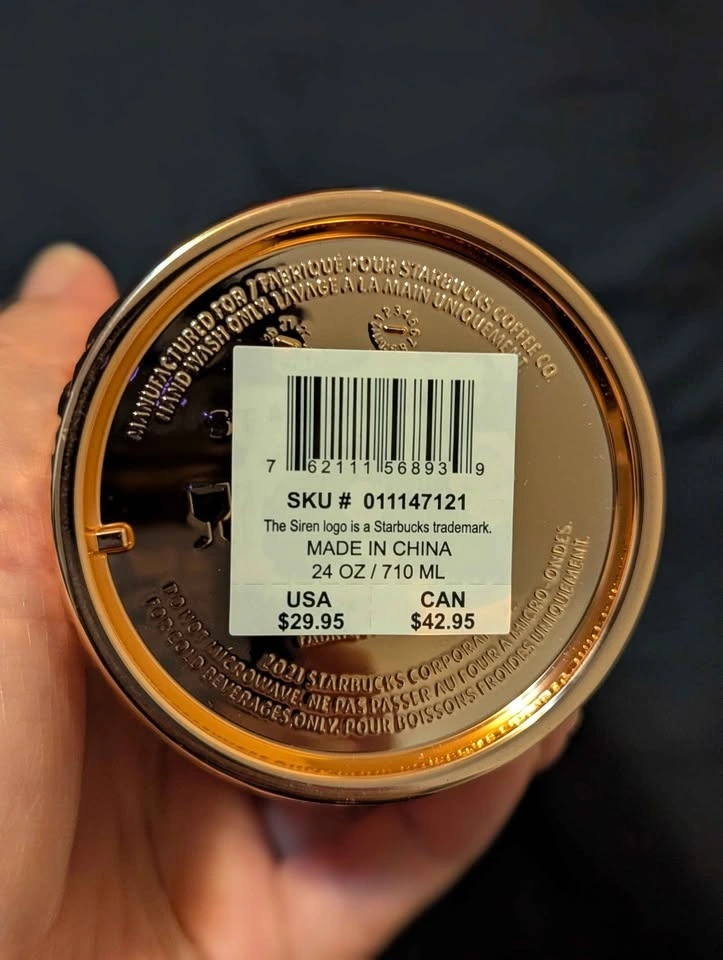 MANUFACTURED FOR / FABRIQUÉ POUR STARBUCKS COFFEE CO.
HAND WASH ONLY. LAVAGE À LA MAIN UNIQUEMENT.
7 62111 56893 9
SKU # 011147121
The Siren logo is a Starbucks trademark.
MADE IN CHINA
24 OZ / 710 ML
USA CAN
$29.95 $42.95
2021 STARBUCKS CORPORA
DO NOT MICROWAVE. NE PAS PASSER AU FOUR À MICRO-ONDES.
FOR COLD BEVERAGES ONLY. POUR BOISSONS FROIDES UNIQUEMENT.